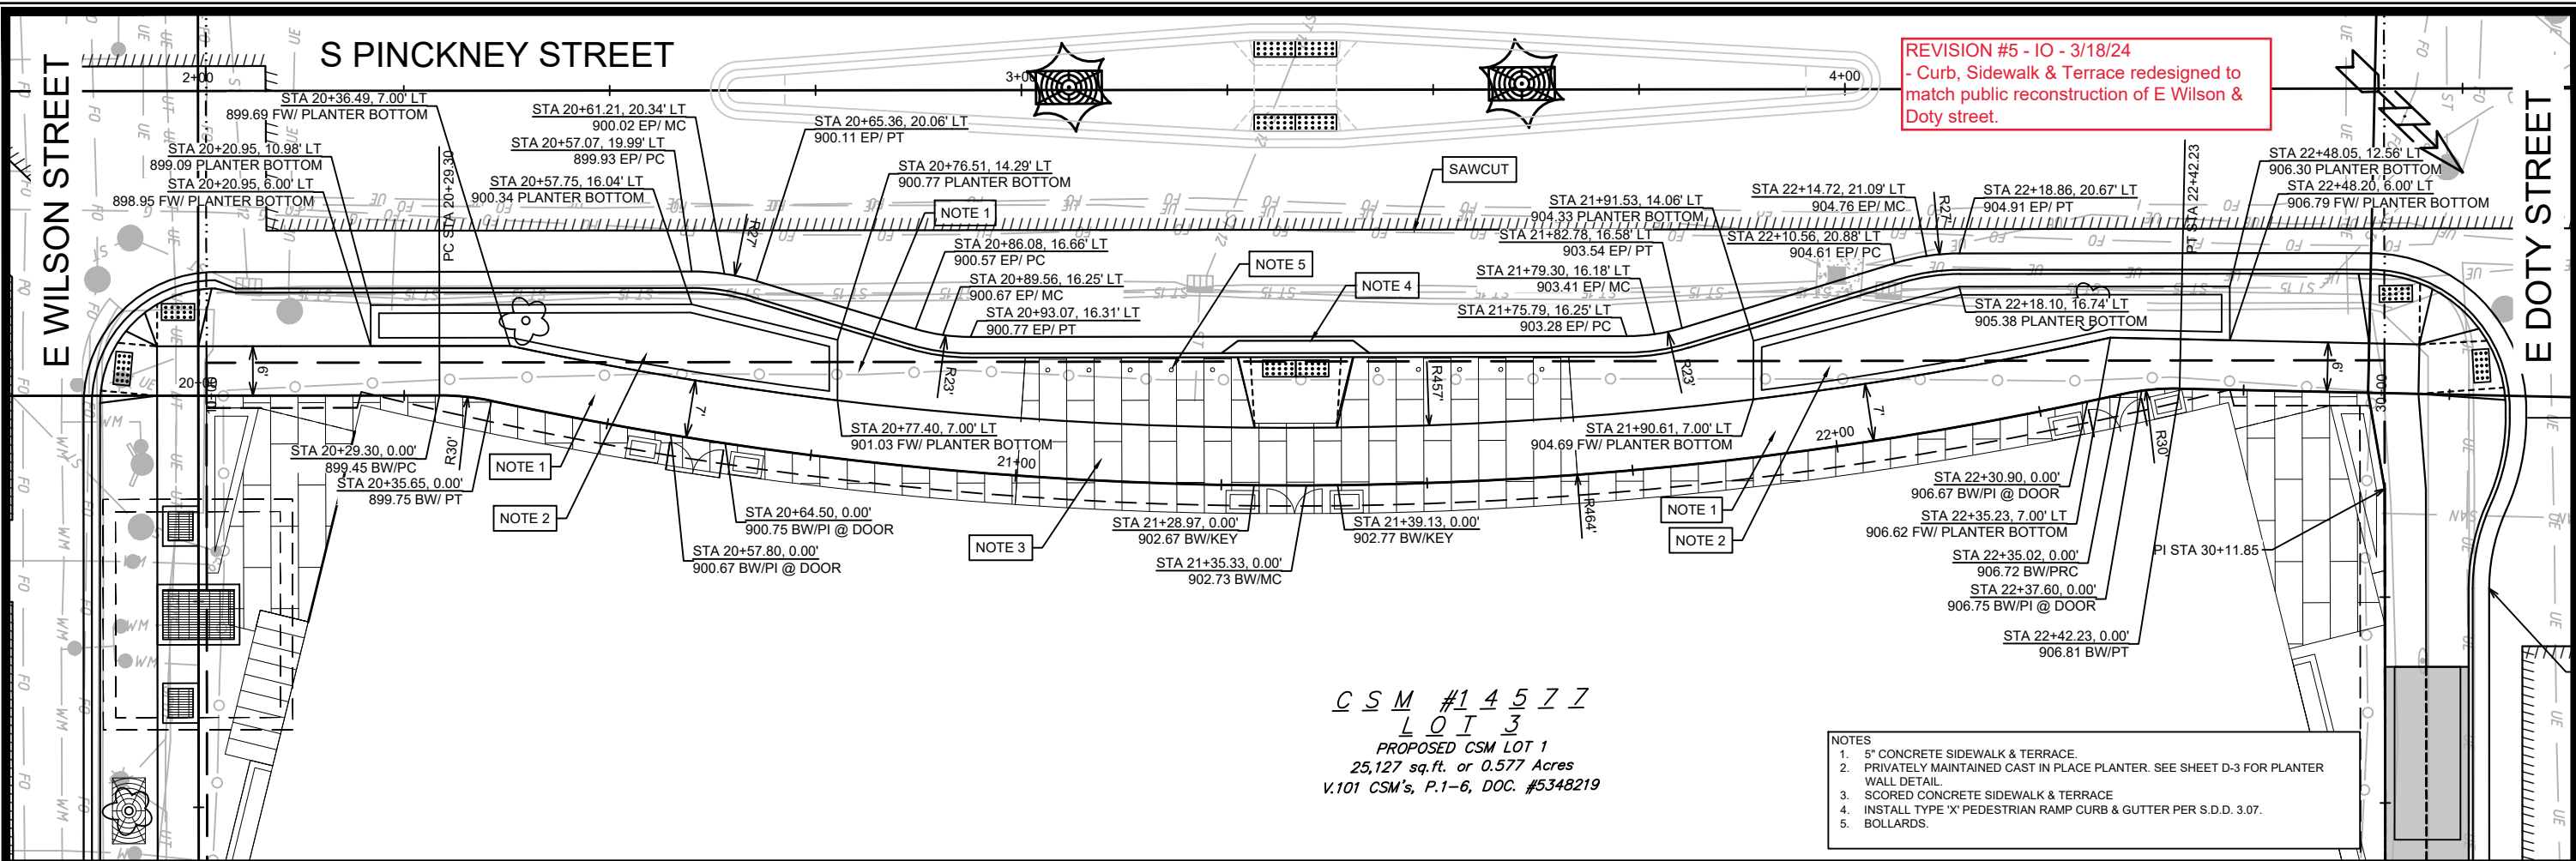 S PINCKNEY STREET
E WILSON STREET
E DOTY STREET
REVISION #5 - IO - 3/18/24
- Curb, Sidewalk & Terrace redesigned to
match public reconstruction of E Wilson &
Doty street.
2+00
3+00
4+00
STA 20+36.49, 7.00' LT
899.69 FW/ PLANTER BOTTOM
STA 20+20.95, 10.98' LT
899.09 PLANTER BOTTOM
STA 20+20.95, 6.00' LT
898.95 FW/ PLANTER BOTTOM
PC STA 20+29.30
STA 20+61.21, 20.34' LT
900.02 EP/ MC
STA 20+57.07, 19.99' LT
899.93 EP/ PC
STA 20+57.75, 16.04' LT
900.34 PLANTER BOTTOM
STA 20+65.36, 20.06' LT
900.11 EP/ PT
STA 20+76.51, 14.29' LT
900.77 PLANTER BOTTOM
NOTE 1
R27'
STA 20+86.08, 16.66' LT
900.57 EP/ PC
STA 20+89.56, 16.25' LT
900.67 EP/ MC
STA 20+93.07, 16.31' LT
900.77 EP/ PT
NOTE 5
NOTE 4
SAWCUT
STA 21+91.53, 14.06' LT
904.33 PLANTER BOTTOM
STA 21+82.78, 16.58' LT
903.54 EP/ PT
STA 21+79.30, 16.18' LT
903.41 EP/ MC
STA 21+75.79, 16.25' LT
903.28 EP/ PC
STA 22+14.72, 21.09' LT
904.76 EP/ MC
STA 22+10.56, 20.88' LT
904.61 EP/ PC
R27'
STA 22+18.86, 20.67' LT
904.91 EP/ PT
PT STA 22+42.23
STA 22+48.05, 12.56' LT
906.30 PLANTER BOTTOM
STA 22+48.20, 6.00' LT
906.79 FW/ PLANTER BOTTOM
STA 22+18.10, 16.74' LT
905.38 PLANTER BOTTOM
20+00
10+00
6'
R23'
R457'
R23'
6'
30+00
STA 20+29.30, 0.00'
899.45 BW/PC
STA 20+35.65, 0.00'
899.75 BW/ PT
R30'
NOTE 1
NOTE 2
7'
STA 20+77.40, 7.00' LT
901.03 FW/ PLANTER BOTTOM
21+00
STA 20+64.50, 0.00'
900.75 BW/PI @ DOOR
STA 20+57.80, 0.00'
900.67 BW/PI @ DOOR
NOTE 3
STA 21+28.97, 0.00'
902.67 BW/KEY
STA 21+35.33, 0.00'
902.73 BW/MC
STA 21+39.13, 0.00'
902.77 BW/KEY
STA 21+90.61, 7.00' LT
904.69 FW/ PLANTER BOTTOM
R464'
NOTE 1
NOTE 2
22+00
7'
R30'
STA 22+30.90, 0.00'
906.67 BW/PI @ DOOR
STA 22+35.23, 7.00' LT
906.62 FW/ PLANTER BOTTOM
STA 22+35.02, 0.00'
906.72 BW/PRC
STA 22+37.60, 0.00'
906.75 BW/PI @ DOOR
STA 22+42.23, 0.00'
906.81 BW/PT
PI STA 30+11.85
CSM #14577
LOT 3
PROPOSED CSM LOT 1
25,127 sq.ft. or 0.577 Acres
V.101 CSM's, P.1-6, DOC. #5348219
NOTES
1. 5" CONCRETE SIDEWALK & TERRACE.
2. PRIVATELY MAINTAINED CAST IN PLACE PLANTER. SEE SHEET D-3 FOR PLANTER
WALL DETAIL.
3. SCORED CONCRETE SIDEWALK & TERRACE
4. INSTALL TYPE 'X' PEDESTRIAN RAMP CURB & GUTTER PER S.D.D. 3.07.
5. BOLLARDS.